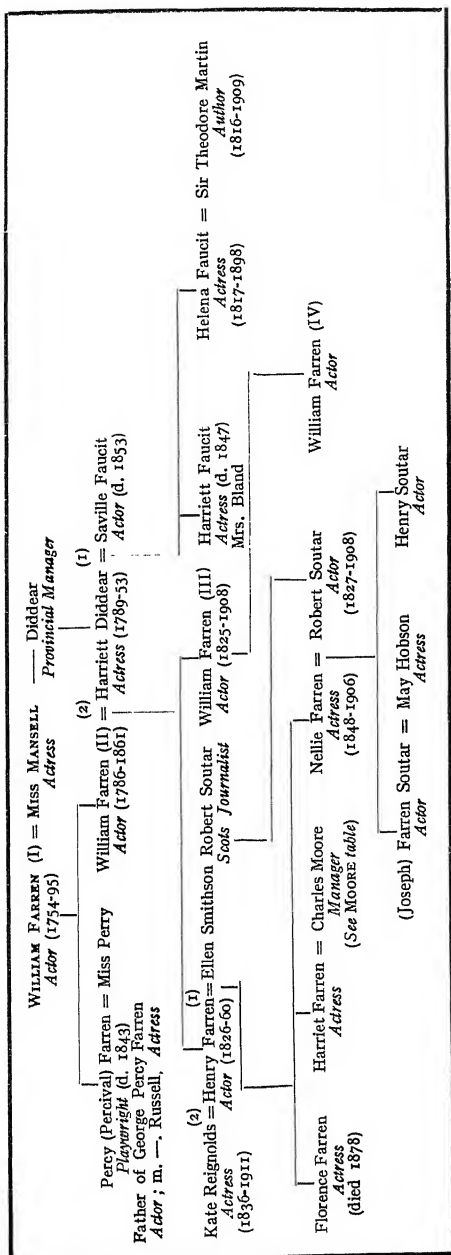 WILLIAM FARREN (I) = MISS MANSELL
Actor (1754-95)
Actress
—— Diddear
Provincial Manager
Percy (Percival) Farren = Miss Perry
Playwright (d. 1843)
Father of George Percy Farren
Actor; m. —. Russell, Actress
(2)
(1)
William Farren (II) = Harriett Diddear = Saville Faucit
Actor (1786-1861)
Actress (1789-53)
Actor (d. 1853)
(2)
(1)
Kate Reignolds = Henry Farren = Ellen Smithson
Actress
(1836-1911)
Actor (1826-60)
Robert Soutar
Scots Journalist
William Farren (III)
Actor (1825-1908)
Harriett Faucit
Actress (d. 1847)
Mrs. Bland
Helena Faucit = Sir Theodore Martin
Actress
(1817-1898)
Author
(1816-1909)
Florence Farren
Actress
(died 1878)
Harriet Farren = Charles Moore
Actress
Manager
(See MOORE table)
Nellie Farren = Robert Soutar
Actress
(1848-1906)
Actor
(1827-1908)
William Farren (IV)
Actor
(Joseph) Farren Soutar = May Hobson
Actor
Actress
Henry Soutar
Actor